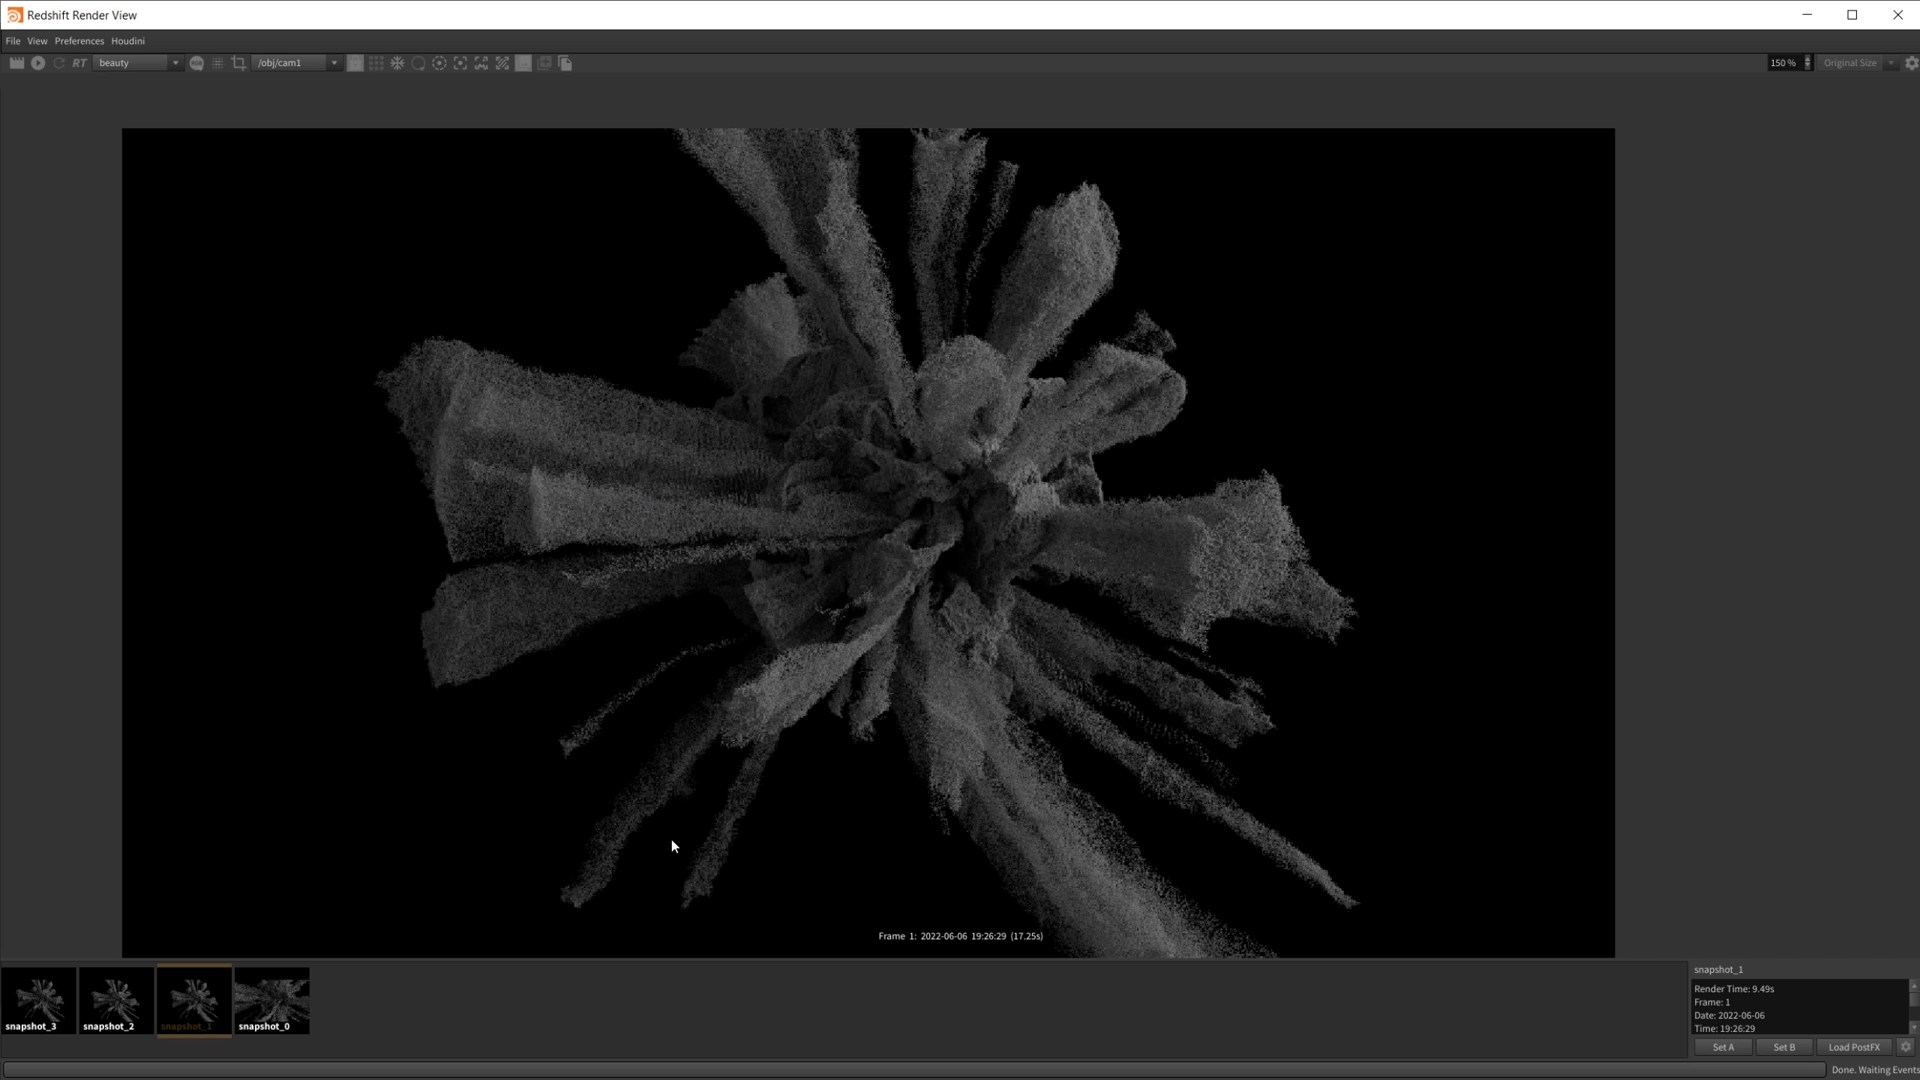 Redshift Render View
File View Preferences Houdini
RT beauty /obj/cam1 150 % Original Size
Frame 1: 2022-06-06 19:26:29 (17.25s)
snapshot_3 snapshot_2 snapshot_1 snapshot_0
snapshot_1
Render Time: 9.49s
Frame: 1
Date: 2022-06-06
Time: 19:26:29
Set A Set B Load PostFX
Done. Waiting Events